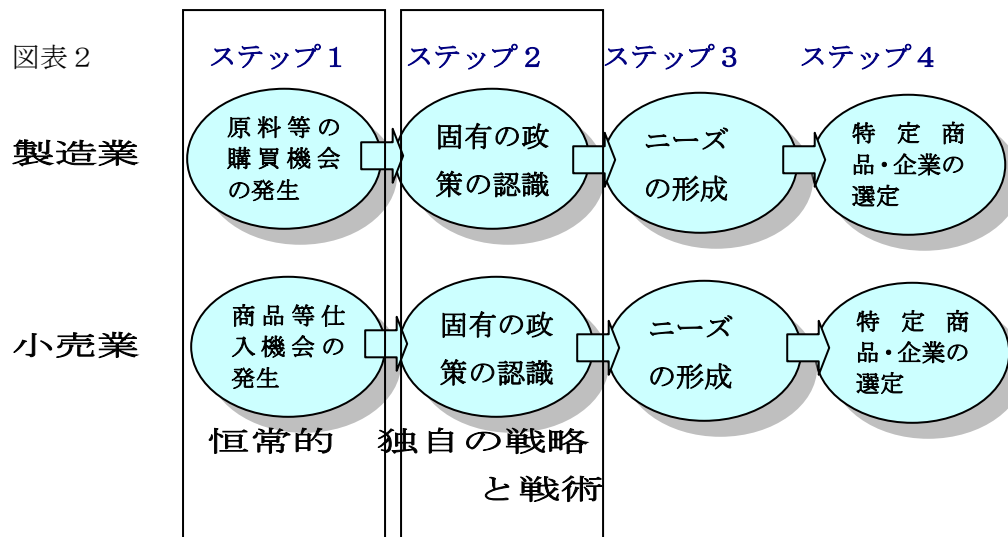 図表２
ステップ１
ステップ２
ステップ３
ステップ４
製造業
原料等の
購買機会
の発生
固有の政
策の認識
ニーズ
の形成
特定商
品・企業の
選定
小売業
商品等仕
入機会の
発生
固有の政
策の認識
ニーズ
の形成
特定商
品・企業の
選定
恒常的
独自の戦略
と戦術